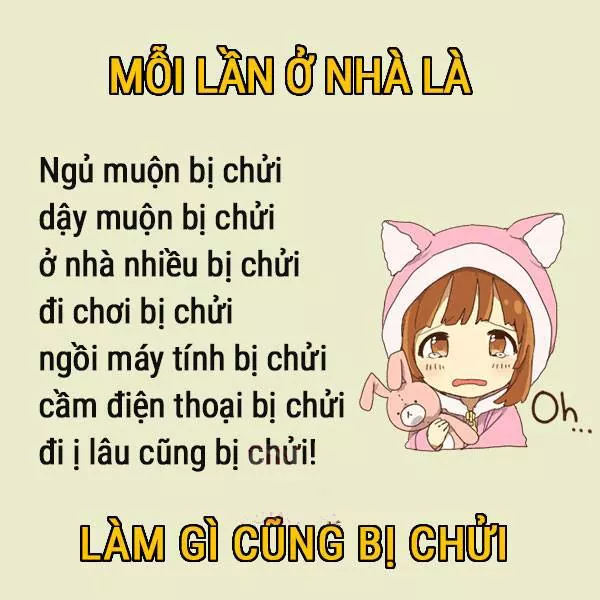 MỖI LẦN Ở NHÀ LÀ
Ngủ muộn bị chửi
dậy muộn bị chửi
ở nhà nhiều bị chửi
đi chơi bị chửi
ngồi máy tính bị chửi
cầm điện thoại bị chửi
đi ị lâu cũng bị chửi!
Oh...
LÀM GÌ CŨNG BỊ CHỬI